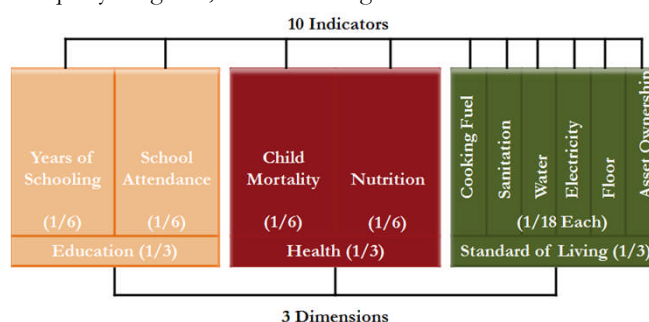 10 Indicators
Years of
Schooling
(1/6)
School
Attendance
(1/6)
Education (1/3)
Child
Mortality
(1/6)
Nutrition
(1/6)
Health (1/3)
Cooking Fuel
Sanitation
Water
Electricity
Floor
Asset Ownership
(1/18 Each)
Standard of Living (1/3)
3 Dimensions